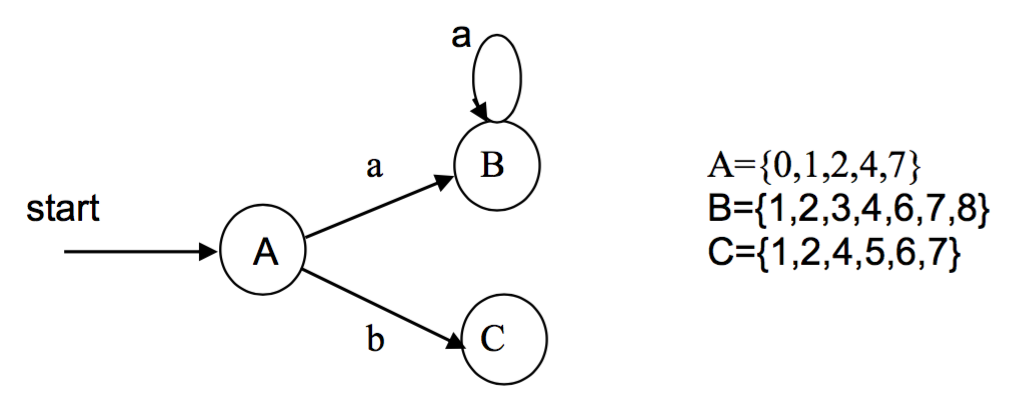 a
a
B
start
A
b
C
A={0,1,2,4,7}
B={1,2,3,4,6,7,8}
C={1,2,4,5,6,7}